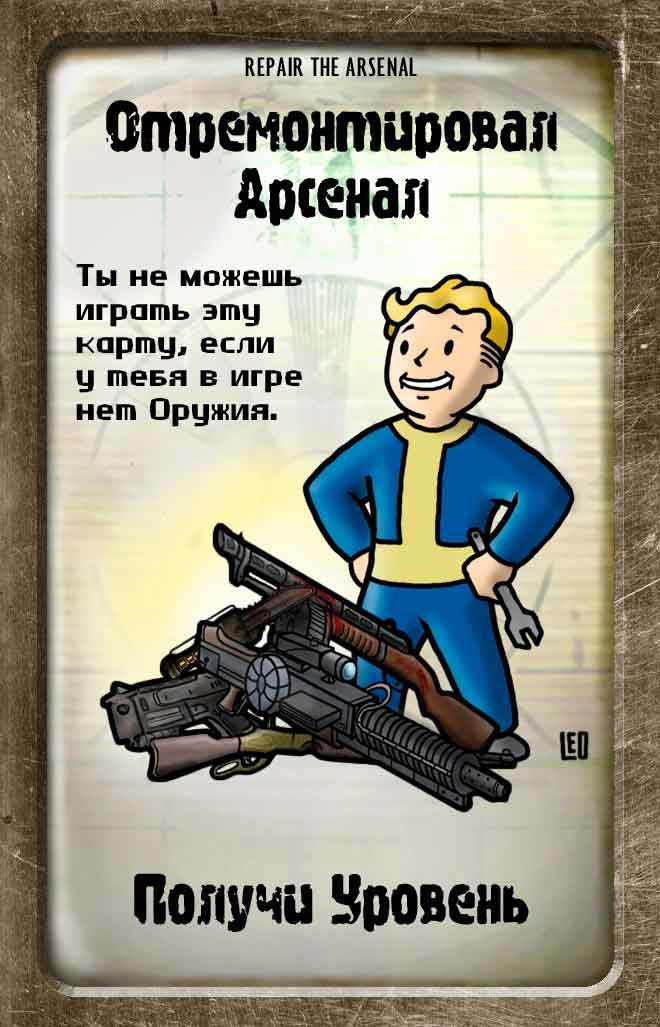 REPAIR THE ARSENAL
Отремонтировал
Арсенал
Ты не можешь
играть эту
карту, если
у тебя в игре
нет Оружия.
LEO
Получи Уровень